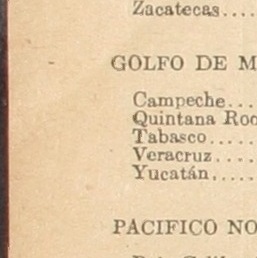 Zacatecas....
GOLFO DE M
Campeche...
Quintana Roo
Tabasco.....
Veracruz....
Yucatán.....
PACIFICO NO